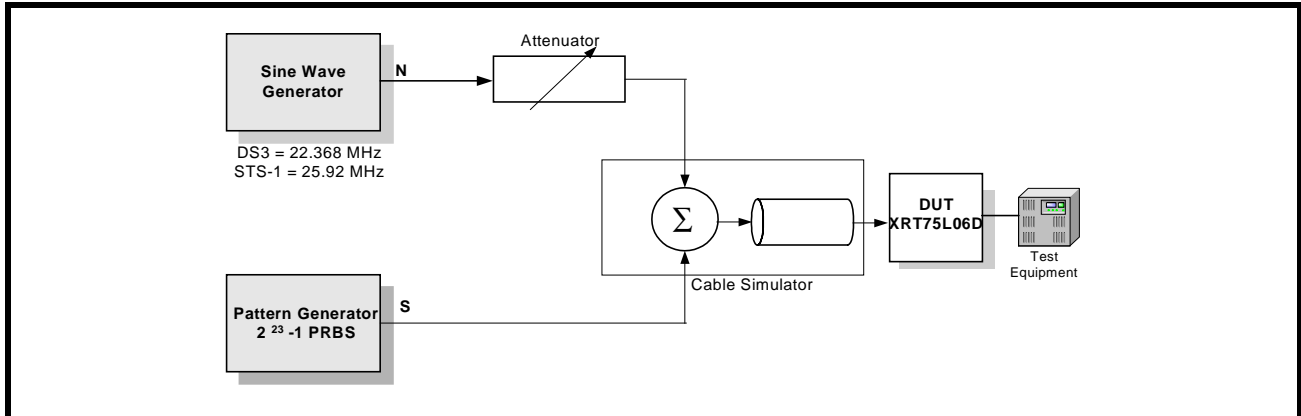 Attenuator
Sine Wave
Generator
N
DS3 = 22.368 MHz
STS-1 = 25.92 MHz
Σ
DUT
XRT75L06D
Test
Equipment
Cable Simulator
Pattern Generator
2 ²³ -1 PRBS
S